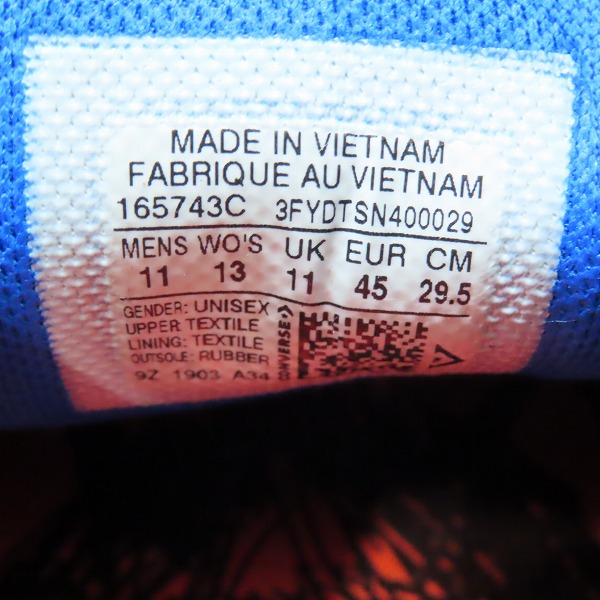 MADE IN VIETNAM
FABRIQUE AU VIETNAM
165743C 3FYDTSN400029
MENS WO'S UK EUR CM
11 13 11 45 29.5
GENDER: UNISEX
UPPER TEXTILE
LINING: TEXTILE
OUTSOLE: RUBBER
9Z 1903 A34
CONVERSE